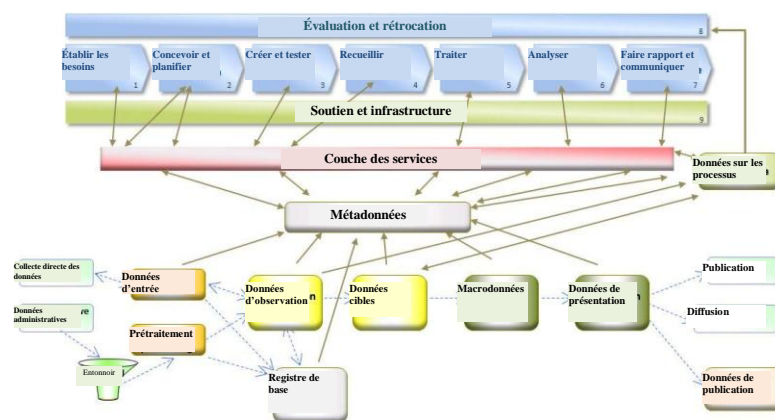 Évaluation et rétrocation
8
Établir les
besoins
1
Concevoir et
planifier
2
Créer et tester
3
Recueillir
4
Traiter
5
Analyser
6
Faire rapport et
communiquer
7
Soutien et infrastructure
9
Couche des services
Données sur les
processus
Métadonnées
Collecte directe des
données
Données
d'entrée
Données
d'observation
Données
cibles
Macrodonnées
Données de
présentation
Publication
Données
administratives
Prétraitement
Diffusion
Entonnoir
Registre de
base
Données de
publication